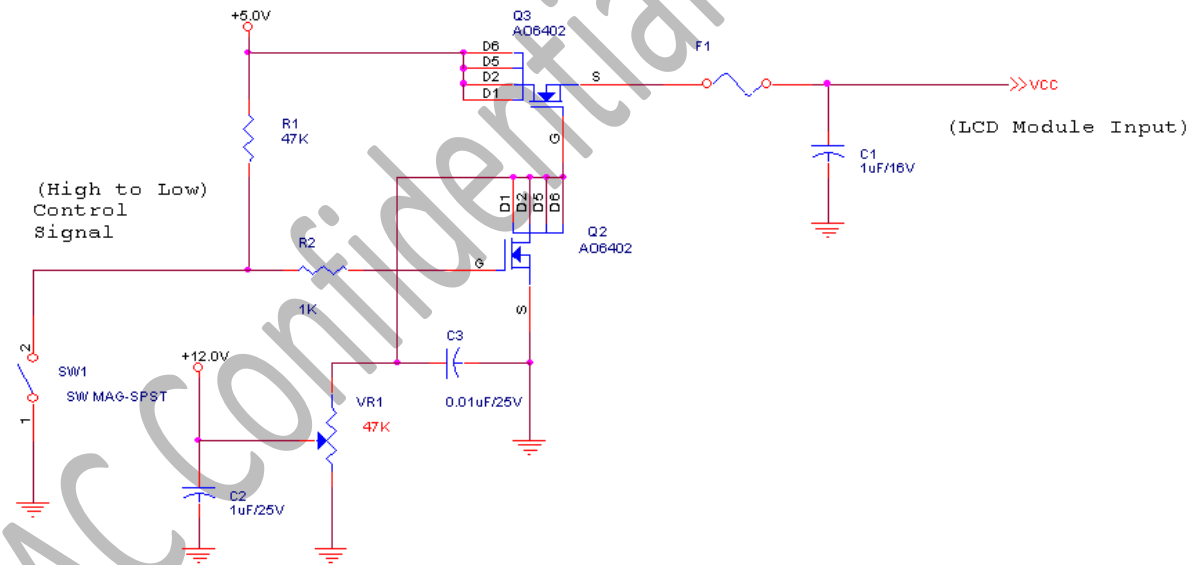 +5.0V
Q3
AO6402
D6
D5
D2
D1
S
G
F1
VCC
(LCD Module Input)
C1
1uF/16V
R1
47K
(High to Low)
Control
Signal
D1
D2
D5
D6
Q2
AO6402
R2
1K
G
S
C3
0.01uF/25V
2
SW1
SW MAG-SPST
1
+12.0V
VR1
47K
C2
1uF/25V
AC Confidential